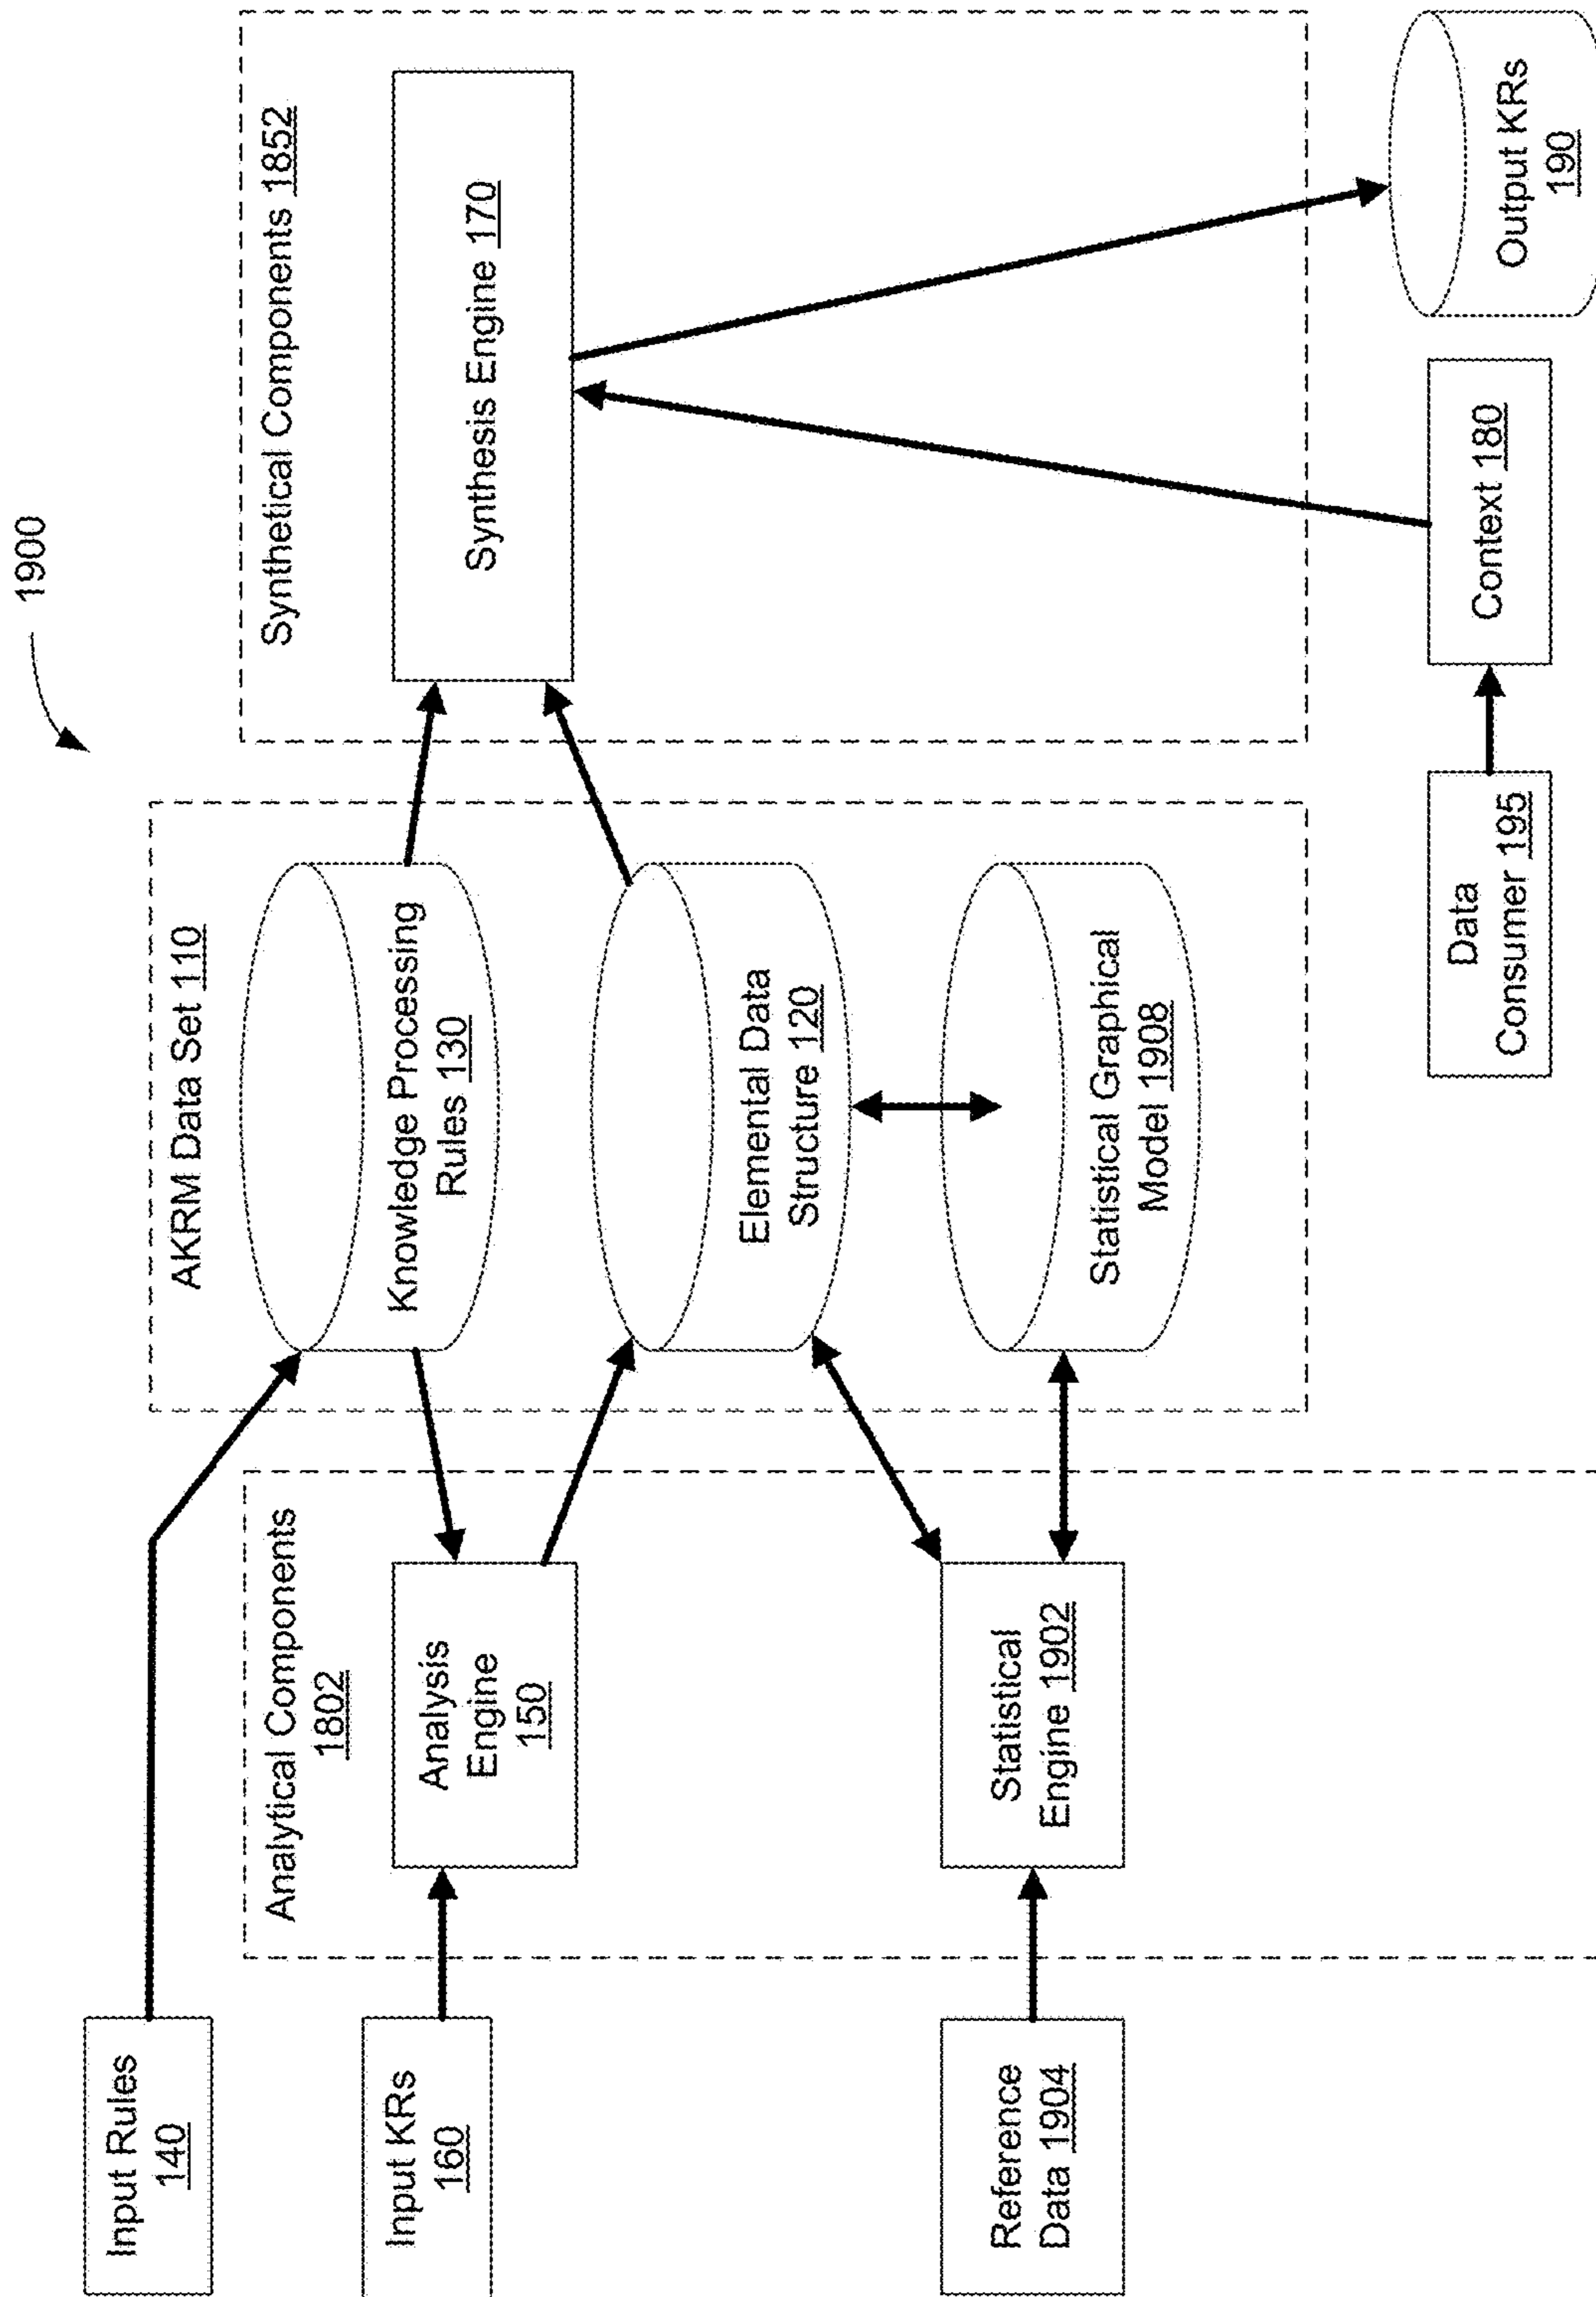 1900
Input Rules
140
Input KRs
160
Reference
Data 1904
Analytical Components
1802
Analysis
Engine
150
Statistical
Engine 1902
AKRM Data Set 110
Knowledge Processing
Rules 130
Elemental Data
Structure 120
Statistical Graphical
Model 1908
Synthetical Components 1852
Synthesis Engine 170
Data
Consumer 195
Context 180
Output KRs
190